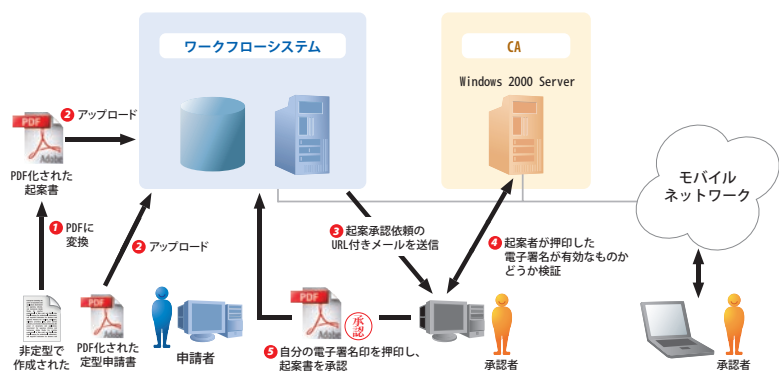 ワークフローシステム
CA
Windows 2000 Server
PDF
Adobe
PDF化された
起案書
2 アップロード
1 PDFに
変換
2 アップロード
非定型で
作成された
PDF
Adobe
PDF化された
定型申請書
申請者
3 起案承認依頼の
URL付きメールを送信
4 起案者が押印した
電子署名が有効なものか
どうか検証
PDF
Adobe
承認
5 自分の電子署名印を押印し、
起案書を承認
承認者
モバイル
ネットワーク
承認者